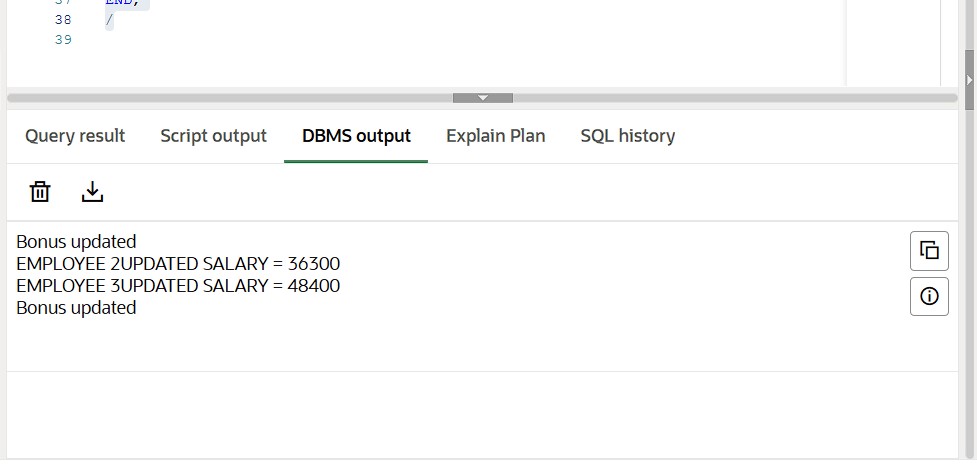 37 END;
38 /
39
Query result Script output DBMS output Explain Plan SQL history
Bonus updated
EMPLOYEE 2UPDATED SALARY = 36300
EMPLOYEE 3UPDATED SALARY = 48400
Bonus updated